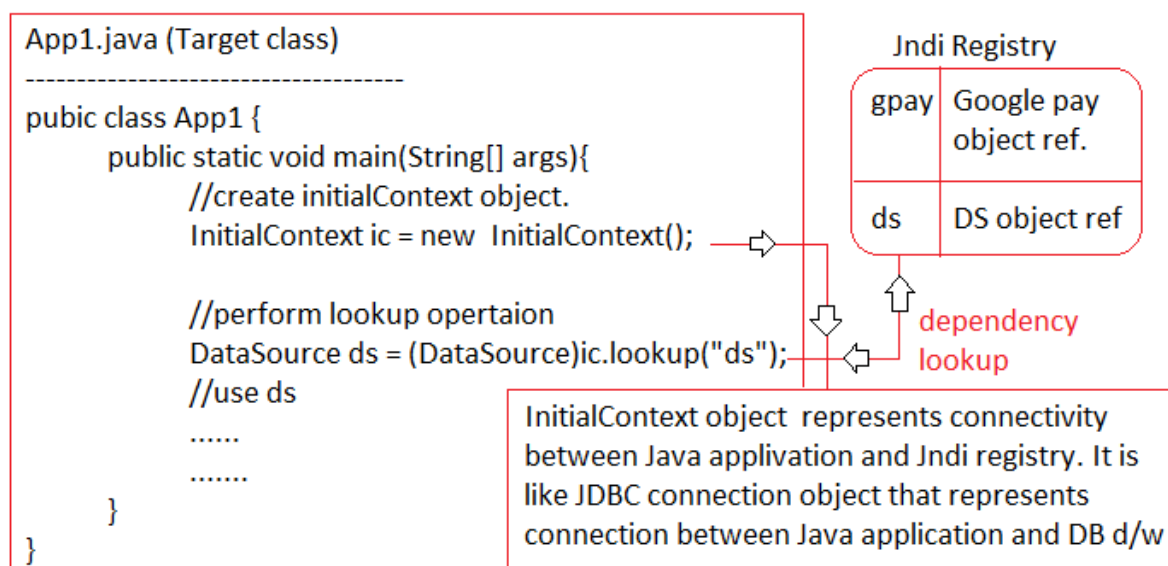 App1.java (Target class)
-------------------------------------
pubic class App1 {
public static void main(String[] args){
//create initialContext object.
InitialContext ic = new InitialContext();
//perform lookup opertaion
DataSource ds = (DataSource)ic.lookup("ds");
//use ds
......
.......
}
}
Jndi Registry
gpay Google pay
object ref.
ds DS object ref
dependency
lookup
InitialContext object represents connectivity
between Java applivation and Jndi registry. It is
like JDBC connection object that represents
connection between Java application and DB d/w